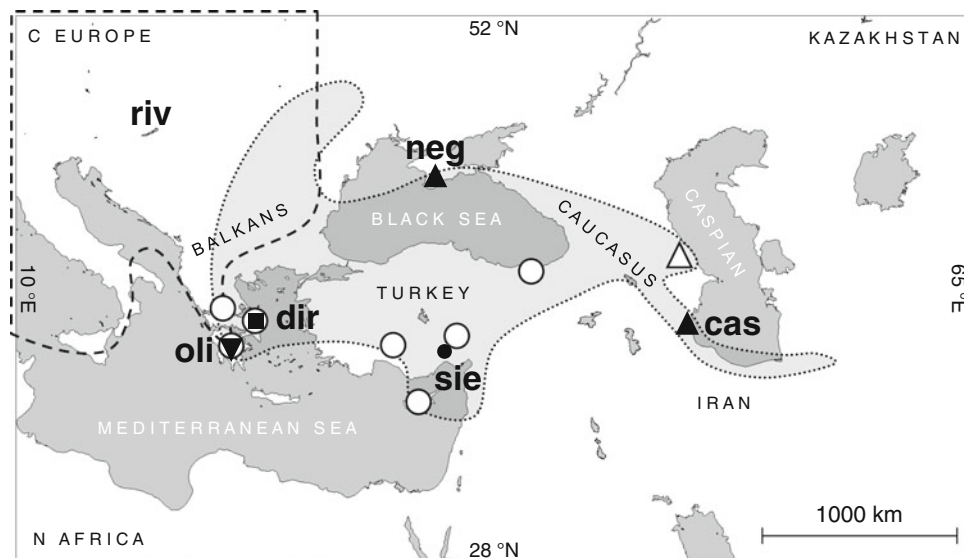 C EUROPE
52 °N
KAZAKHSTAN
riv
neg
BALKANS
BLACK SEA
CAUCASUS
CASPIAN
10 °E
TURKEY
65 °E
dir
oli
cas
sie
IRAN
MEDITERRANEAN SEA
1000 km
N AFRICA
28 °N